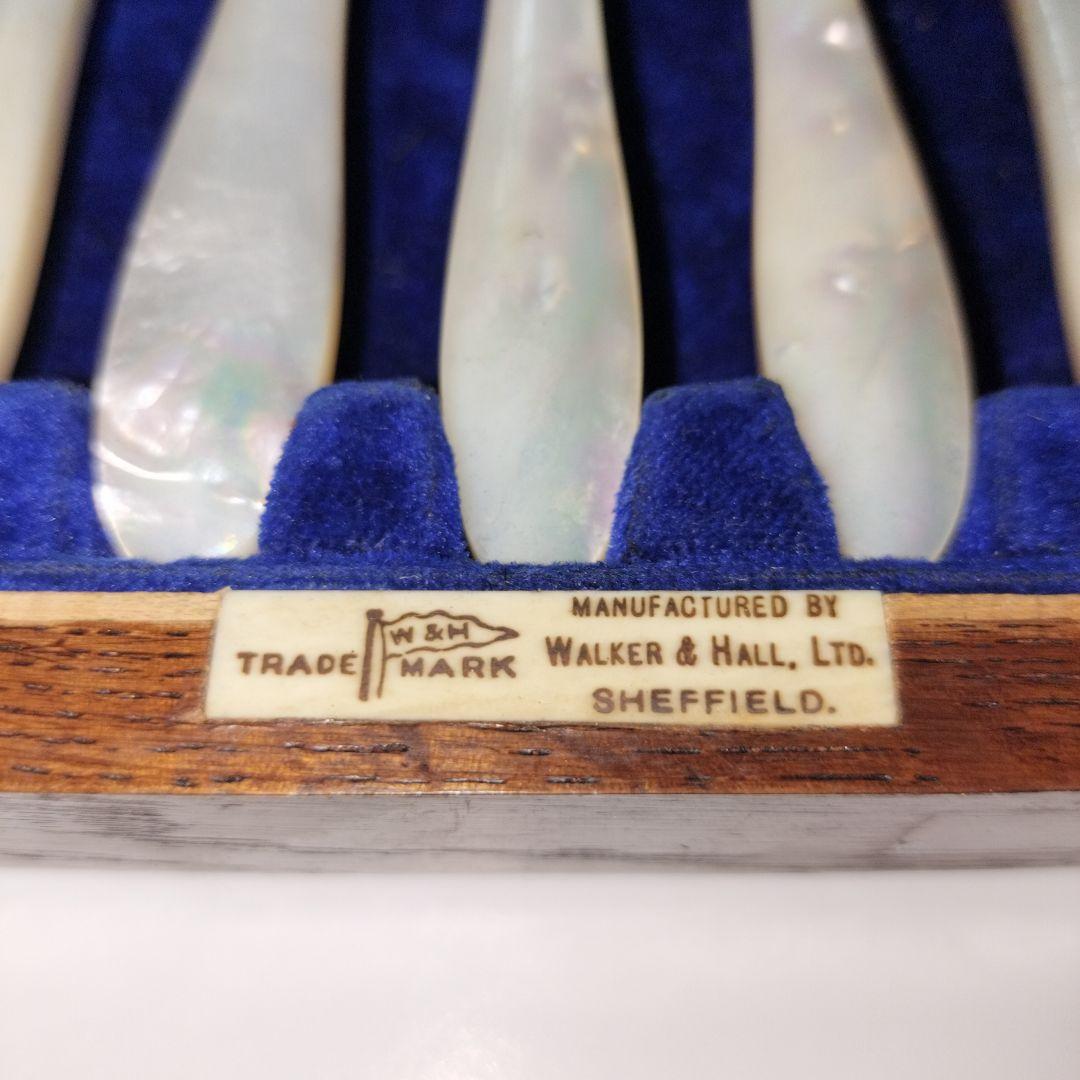 W & H
TRADE MARK
MANUFACTURED BY
WALKER & HALL, LTD.
SHEFFIELD.